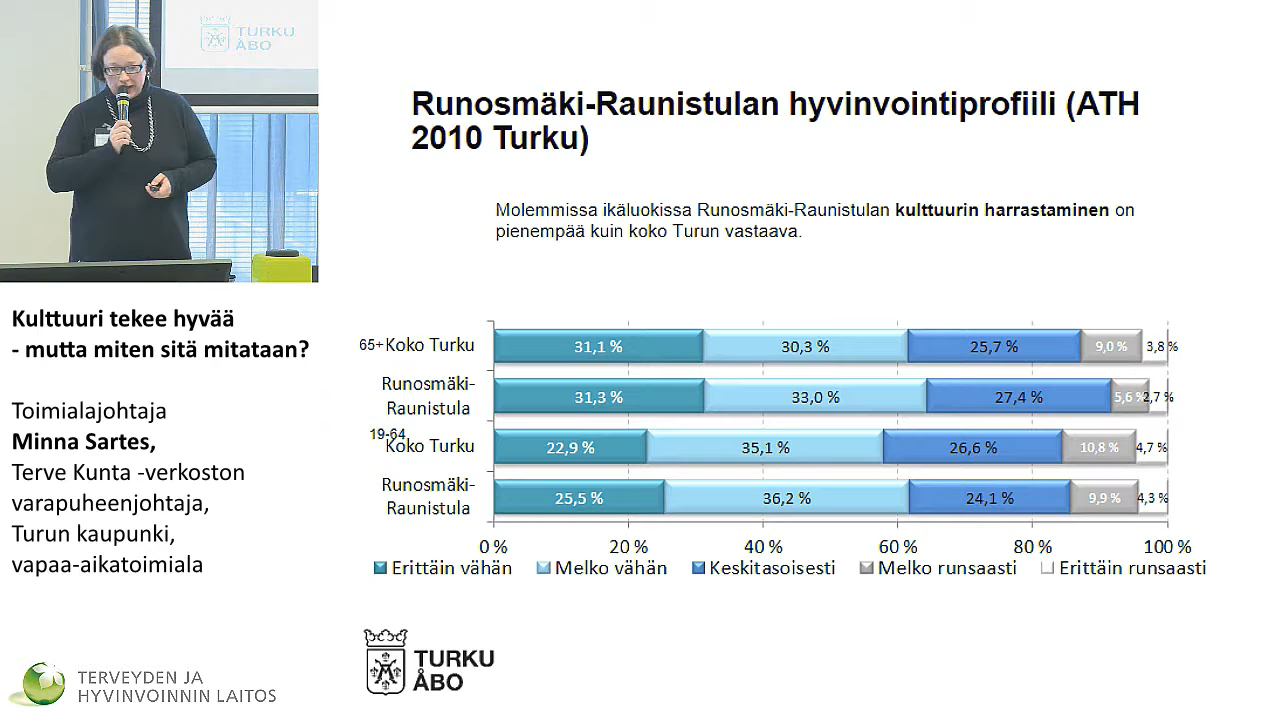 TURKU
ÅBO
Runosmäki-Raunistulan hyvinvointiprofiili (ATH
2010 Turku)
Molemmissa ikäluokissa Runosmäki-Raunistulan kulttuurin harrastaminen on
pienempää kuin koko Turun vastaava.
Kulttuuri tekee hyvää
- mutta miten sitä mitataan?
Toimialajohtaja
Minna Sartes,
Terve Kunta -verkoston
varapuheenjohtaja,
Turun kaupunki,
vapaa-aikatoimiala
65+ Koko Turku 31,1 % 30,3 % 25,7 % 9,0 % 3,8 %
Runosmäki-
Raunistula 31,3 % 33,0 % 27,4 % 5,6 % 2,7 %
19-64
Koko Turku 22,9 % 35,1 % 26,6 % 10,8 % 4,7 %
Runosmäki-
Raunistula 25,5 % 36,2 % 24,1 % 9,9 % 4,3 %
0 % 20 % 40 % 60 % 80 % 100 %
Erittäin vähän Melko vähän Keskitasoisesti Melko runsaasti Erittäin runsaasti
TERVEYDEN JA
HYVINVOINNIN LAITOS
TURKU
ÅBO